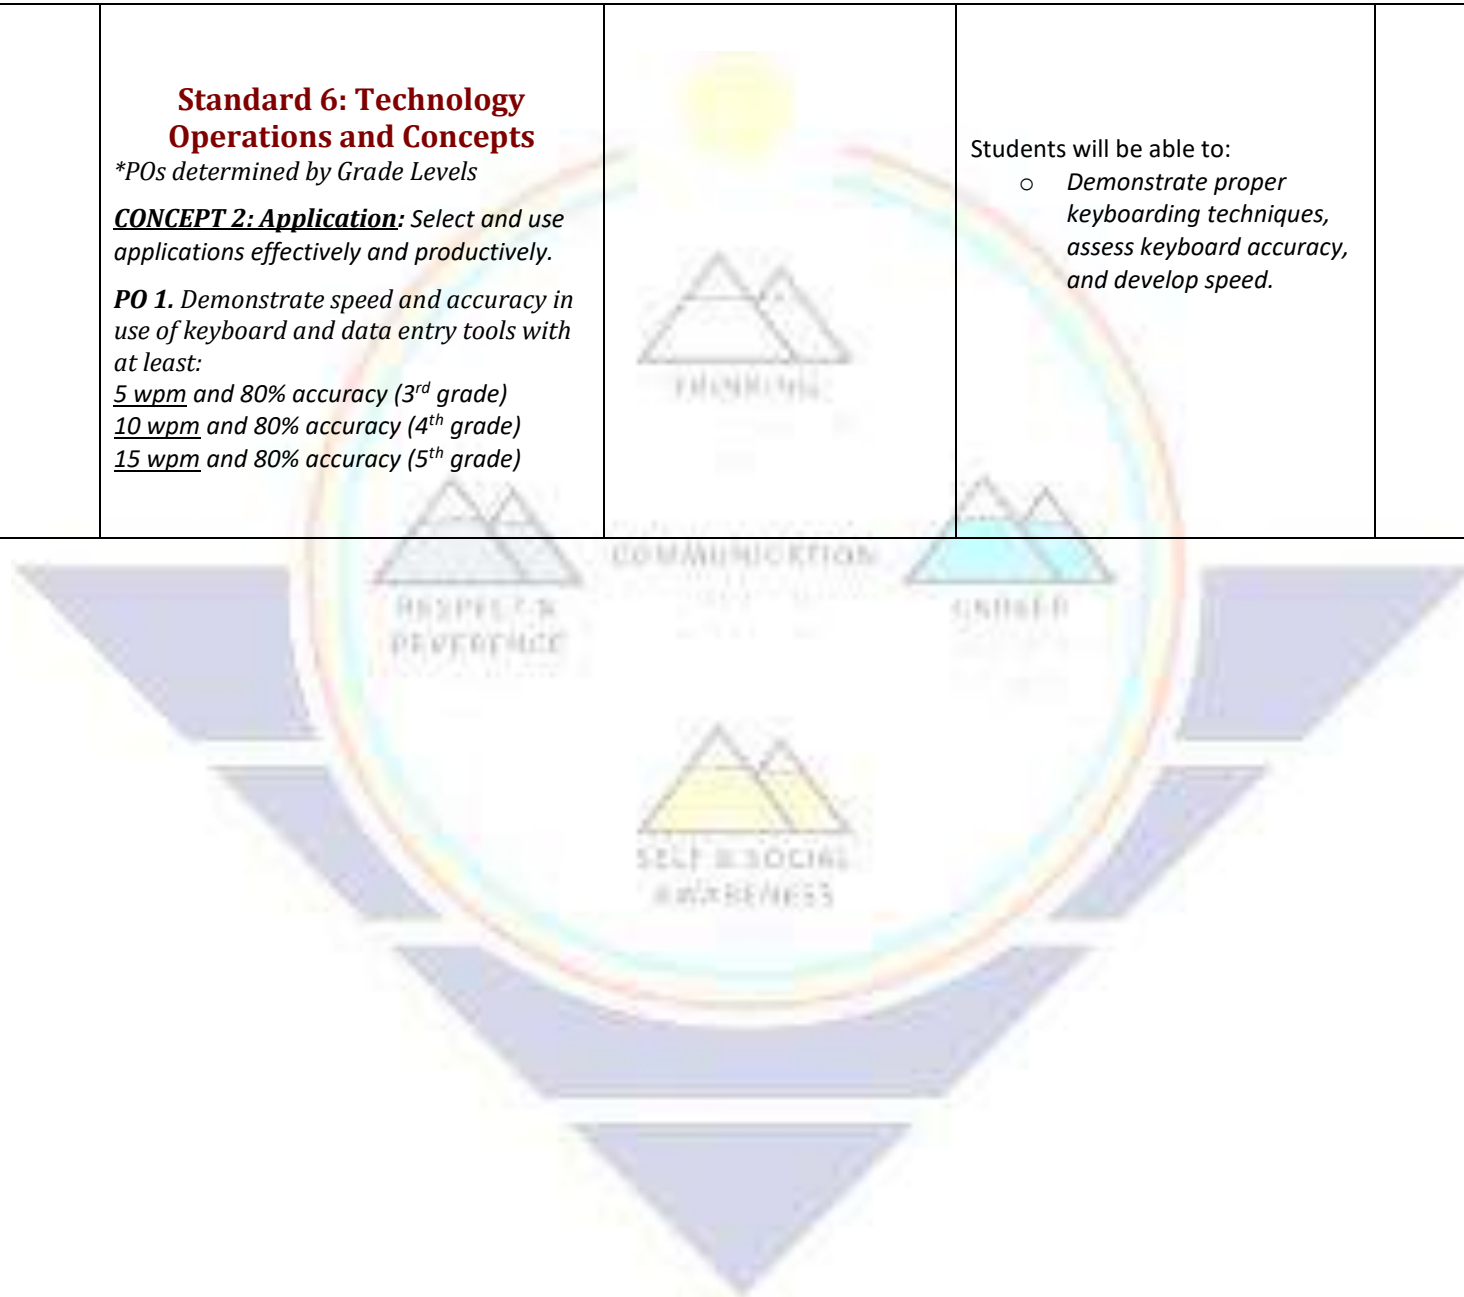 Standard 6: Technology
Operations and Concepts
*POs determined by Grade Levels
CONCEPT 2: Application: Select and use
applications effectively and productively.
PO 1. Demonstrate speed and accuracy in
use of keyboard and data entry tools with
at least:
5 wpm and 80% accuracy (3rd grade)
10 wpm and 80% accuracy (4th grade)
15 wpm and 80% accuracy (5th grade)
Students will be able to:
o Demonstrate proper
keyboarding techniques,
assess keyboard accuracy,
and develop speed.
THINKING
COMMUNICATION
RESPECT &
REVERENCE
CAREER
SELF & SOCIAL
AWARENESS